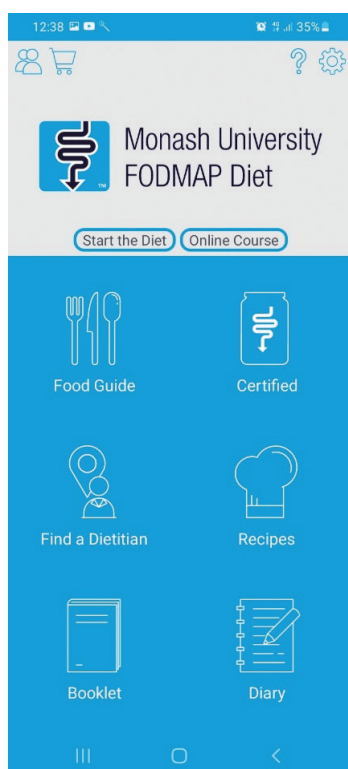 12:38
35%
Monash University
FODMAP Diet
TM
Start the Diet Online Course
Food Guide Certified
Find a Dietitian Recipes
Booklet Diary